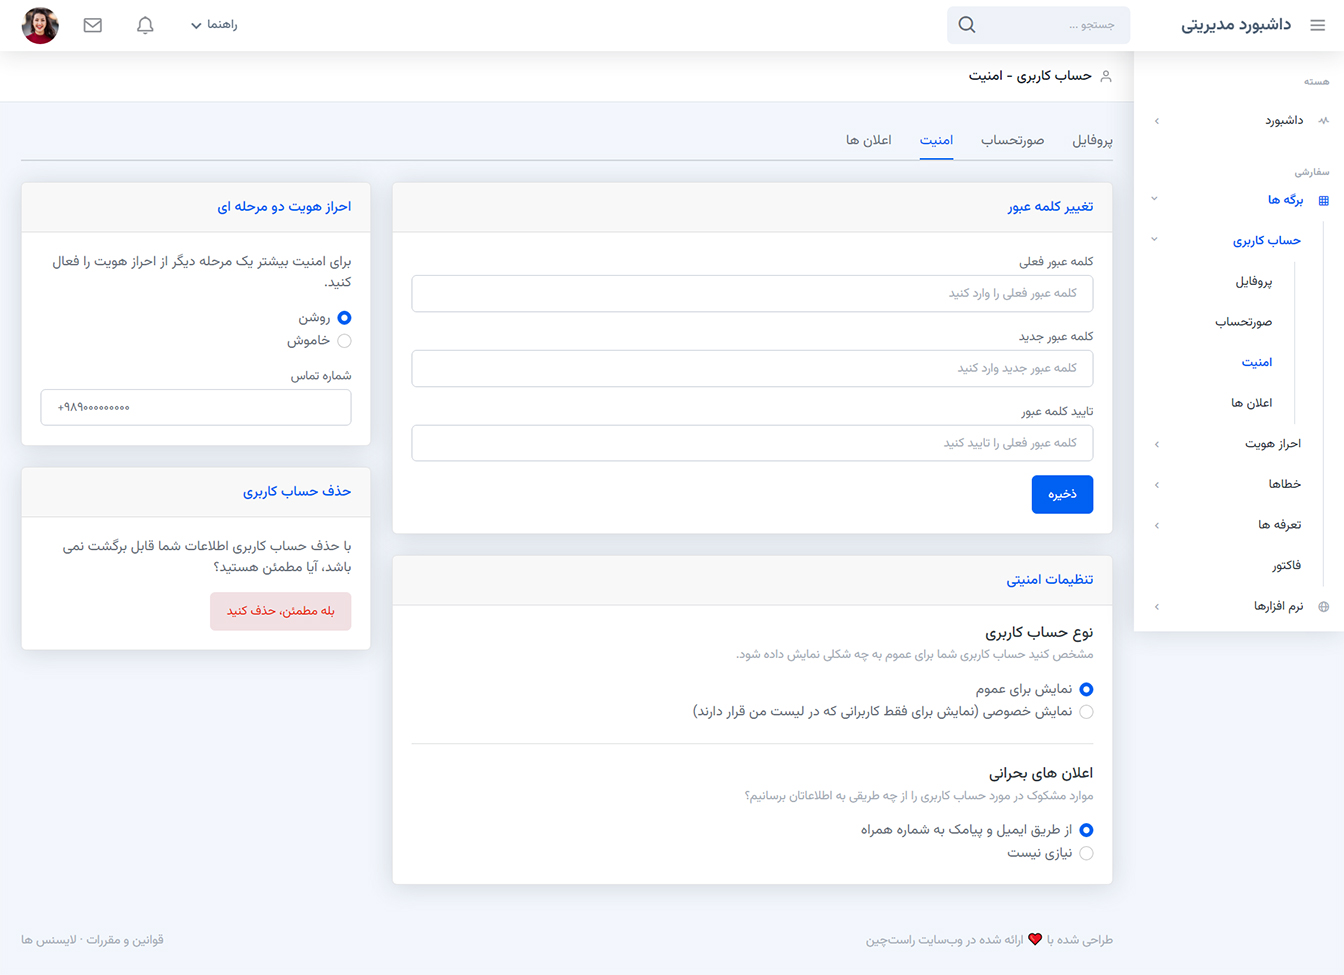 داشبورد مدیریتی
جستجو ...
راهنما
هسته
داشبورد
سفارشی
برگه ها
حساب کاربری
پروفایل
صورتحساب
امنیت
اعلان ها
احراز هویت
خطاها
تعرفه ها
فاکتور
نرم افزارها
حساب کاربری - امنیت
پروفایل
صورتحساب
امنیت
اعلان ها
تغییر کلمه عبور
کلمه عبور فعلی
کلمه عبور فعلی را وارد کنید
کلمه عبور جدید
کلمه عبور جدید وارد کنید
تایید کلمه عبور
کلمه عبور فعلی را تایید کنید
ذخیره
تنظیمات امنیتی
نوع حساب کاربری
مشخص کنید حساب کاربری شما برای عموم به چه شکلی نمایش داده شود.
نمایش برای عموم
نمایش خصوصی (نمایش برای فقط کاربرانی که در لیست من قرار دارند)
اعلان های بحرانی
موارد مشکوک در مورد حساب کاربری را از چه طریقی به اطلاعاتان برسانیم؟
از طریق ایمیل و پیامک به شماره همراه
نیازی نیست
احراز هویت دو مرحله ای
برای امنیت بیشتر یک مرحله دیگر از احراز هویت را فعال
کنید.
روشن
خاموش
شماره تماس
+۹۸۹۰۰۰۰۰۰۰۰۰
حذف حساب کاربری
با حذف حساب کاربری اطلاعات شما قابل برگشت نمی
باشد، آیا مطمئن هستید؟
بله مطمئن، حذف کنید
طراحی شده با ❤ ارائه شده در وب‌سایت راست‌چین
قوانین و مقررات · لایسنس ها